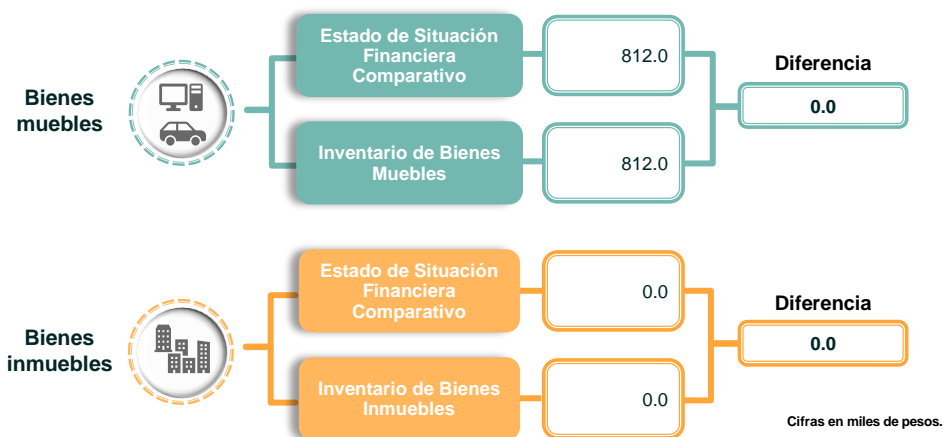 Bienes
muebles
Estado de Situación
Financiera
Comparativo
812.0
Inventario de Bienes
Muebles
812.0
Diferencia
0.0
Bienes
inmuebles
Estado de Situación
Financiera
Comparativo
0.0
Inventario de Bienes
Inmuebles
0.0
Diferencia
0.0
Cifras en miles de pesos.